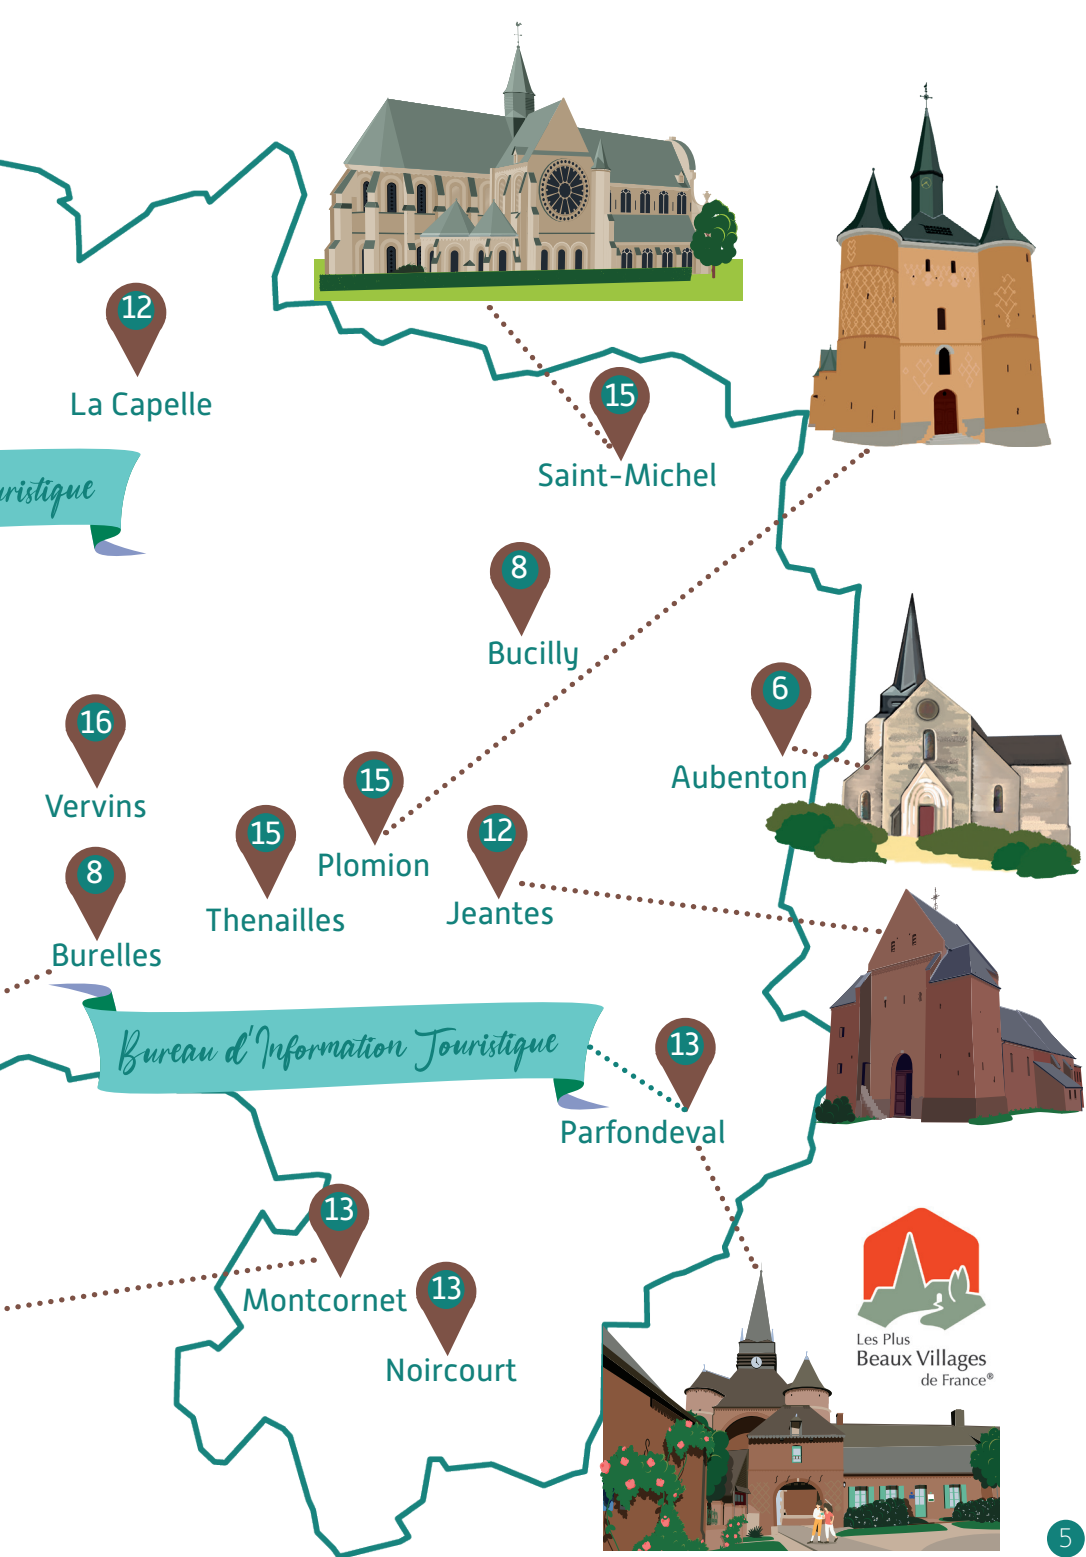 12
La Capelle
15
Saint-Michel
8
Bucilly
6
Aubenton
16
Vervins
15
Plomion
15
Thenailles
12
Jeantes
8
Burelles
Bureau d'Information Touristique
13
Parfondeval
13
Montcornet
13
Noircourt
Les Plus
Beaux Villages
de France®
5